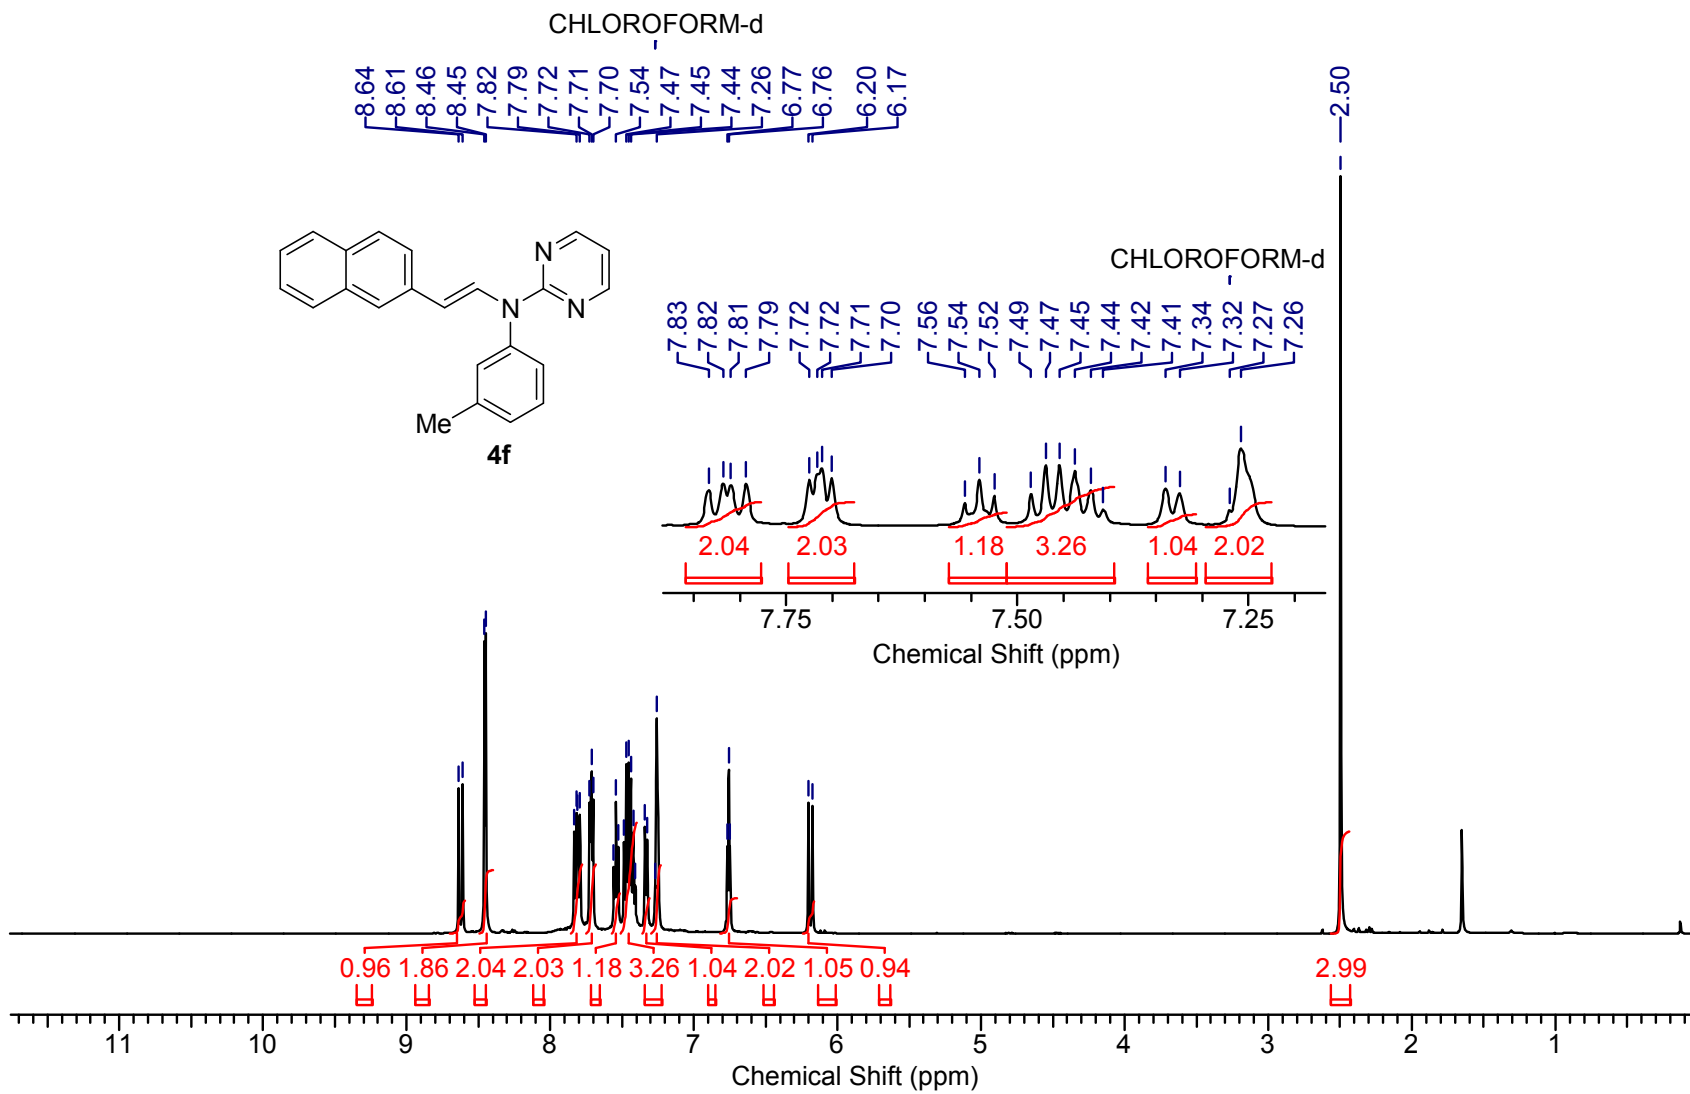 CHLOROFORM-d
8.64 8.61 8.46 8.45 7.82 7.79 7.72 7.71 7.70 7.54 7.47 7.45 7.44 7.26 6.77 6.76 6.20 6.17 2.50
N
N
N
Me
4f
CHLOROFORM-d
7.83 7.82 7.81 7.79 7.72 7.72 7.71 7.70 7.56 7.54 7.52 7.49 7.47 7.45 7.44 7.42 7.41 7.34 7.32 7.27 7.26
2.04 2.03 1.18 3.26 1.04 2.02
7.75 7.50 7.25
Chemical Shift (ppm)
0.96 1.86 2.04 2.03 1.18 3.26 1.04 2.02 1.05 0.94 2.99
11 10 9 8 7 6 5 4 3 2 1
Chemical Shift (ppm)